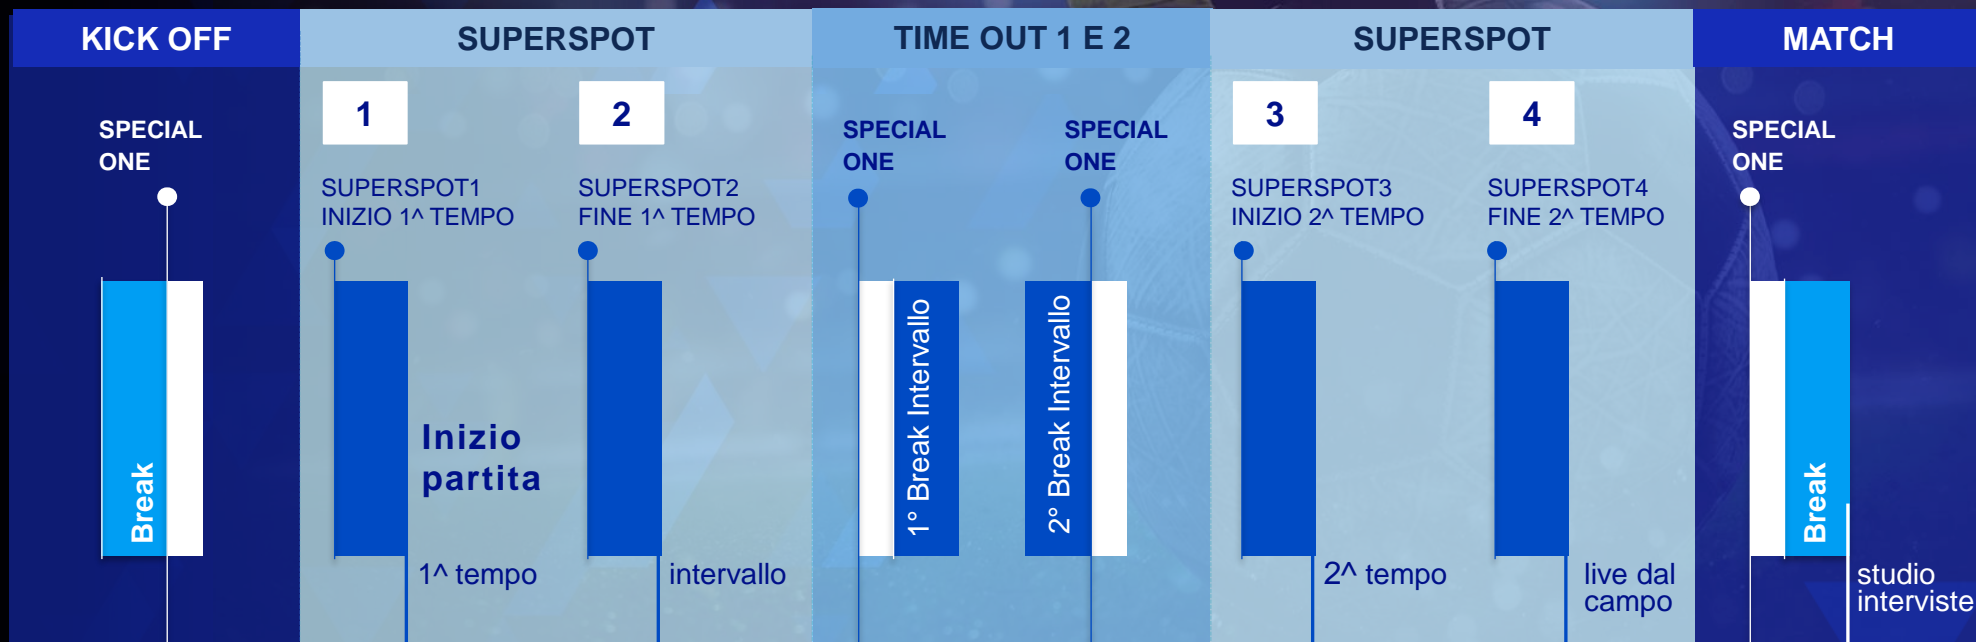 KICK OFF
SUPERSPOT
TIME OUT 1 E 2
SUPERSPOT
MATCH
SPECIAL
ONE
Break
1
SUPERSPOT1
INIZIO 1^ TEMPO
Inizio
partita
1^ tempo
2
SUPERSPOT2
FINE 1^ TEMPO
intervallo
SPECIAL
ONE
1° Break Intervallo
SPECIAL
ONE
2° Break Intervallo
3
SUPERSPOT3
INIZIO 2^ TEMPO
2^ tempo
4
SUPERSPOT4
FINE 2^ TEMPO
live dal
campo
SPECIAL
ONE
Break
studio
interviste